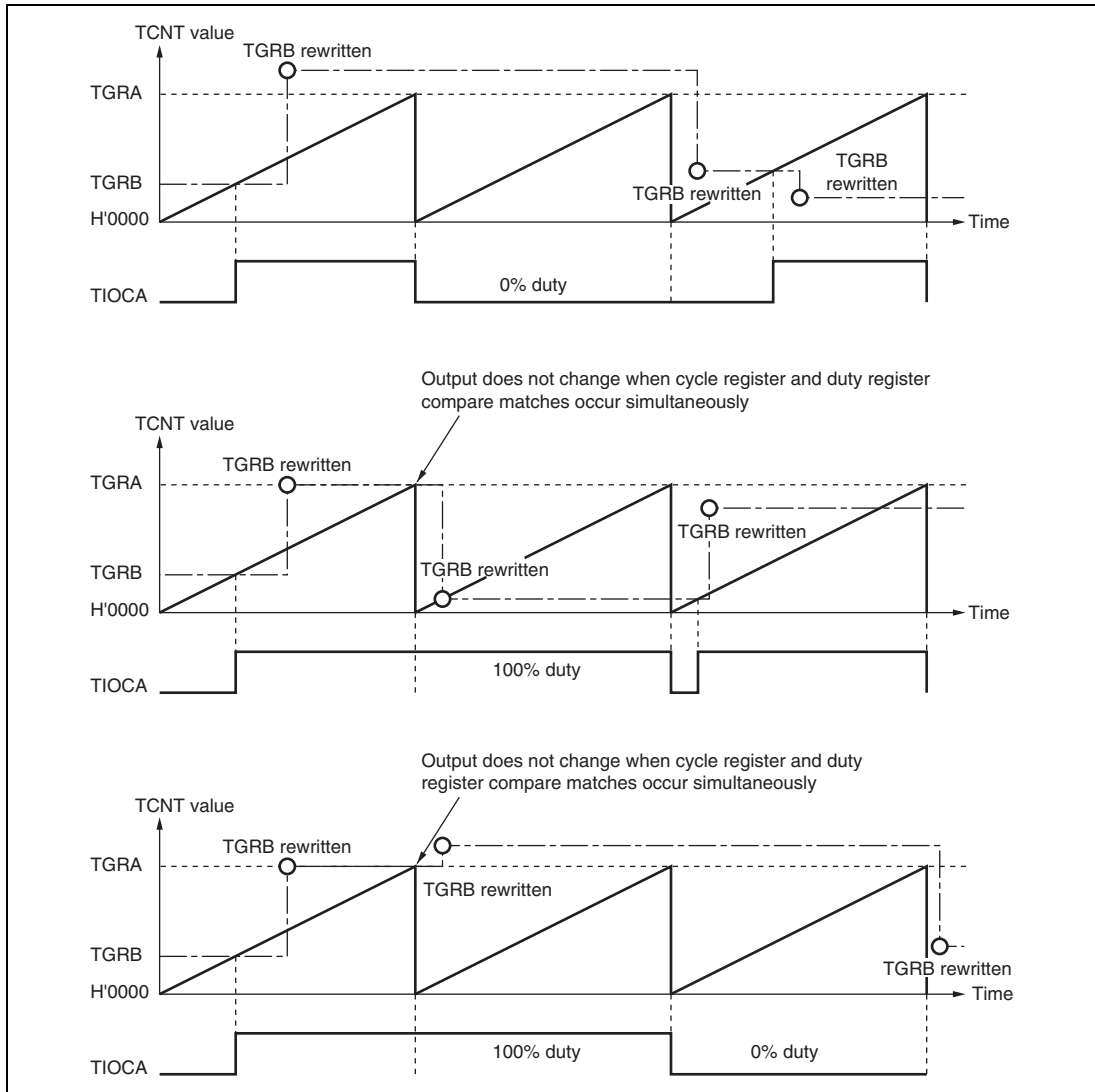 TCNT value
TGRB rewritten
TGRA
TGRB
rewritten
TGRB
TGRB rewritten
H'0000
Time
0% duty
TIOCA
Output does not change when cycle register and duty register
compare matches occur simultaneously
TCNT value
TGRB rewritten
TGRA
TGRB rewritten
TGRB
TGRB rewritten
H'0000
Time
100% duty
TIOCA
Output does not change when cycle register and duty
register compare matches occur simultaneously
TCNT value
TGRB rewritten
TGRA
TGRB rewritten
TGRB
TGRB rewritten
H'0000
Time
100% duty
0% duty
TIOCA